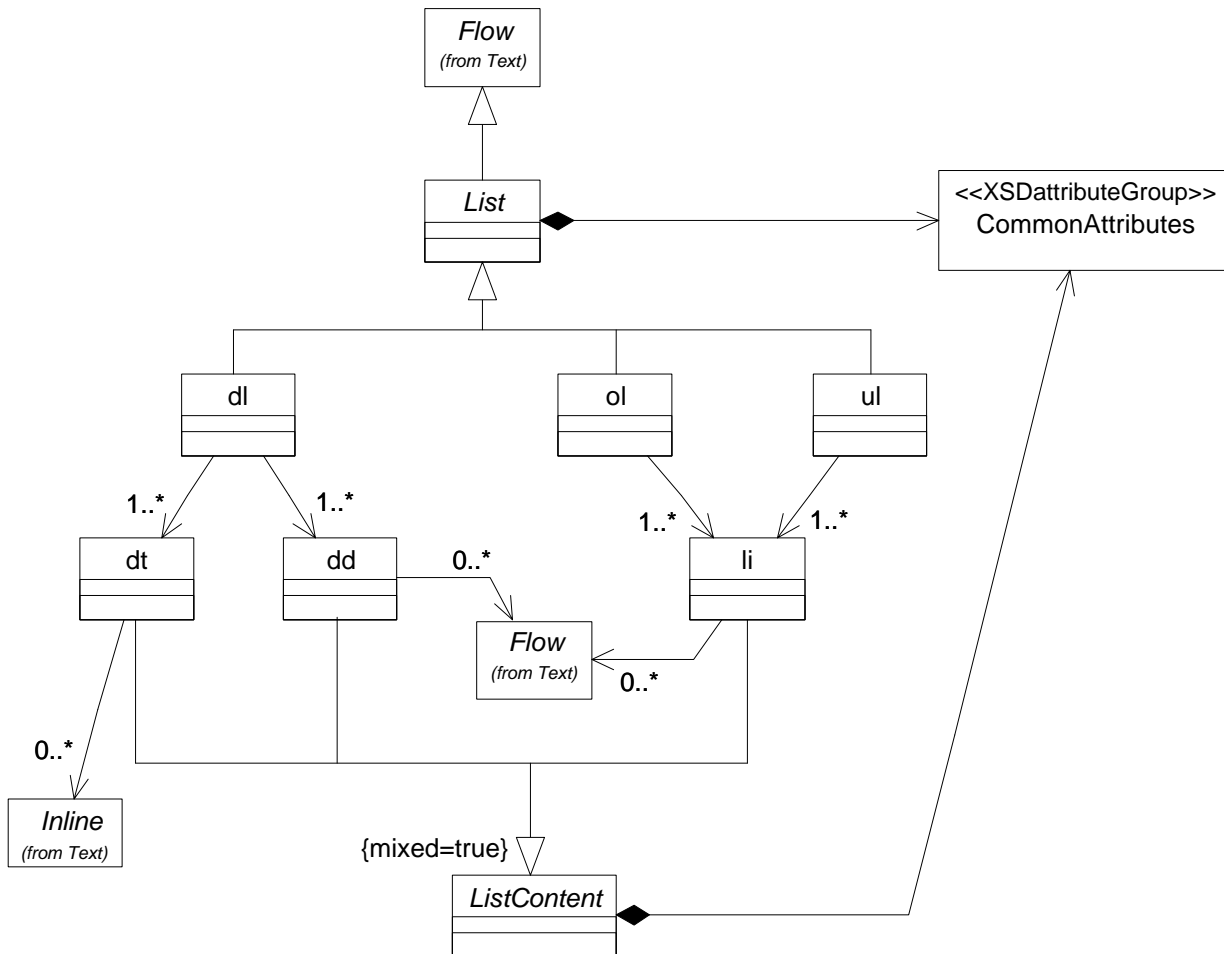 Flow
(from Text)
List
<<XSDattributeGroup>>
CommonAttributes
dl
ol
ul
1..*
1..*
1..*
1..*
dt
dd
li
0..*
Flow
(from Text)
0..*
0..*
Inline
(from Text)
{mixed=true}
ListContent